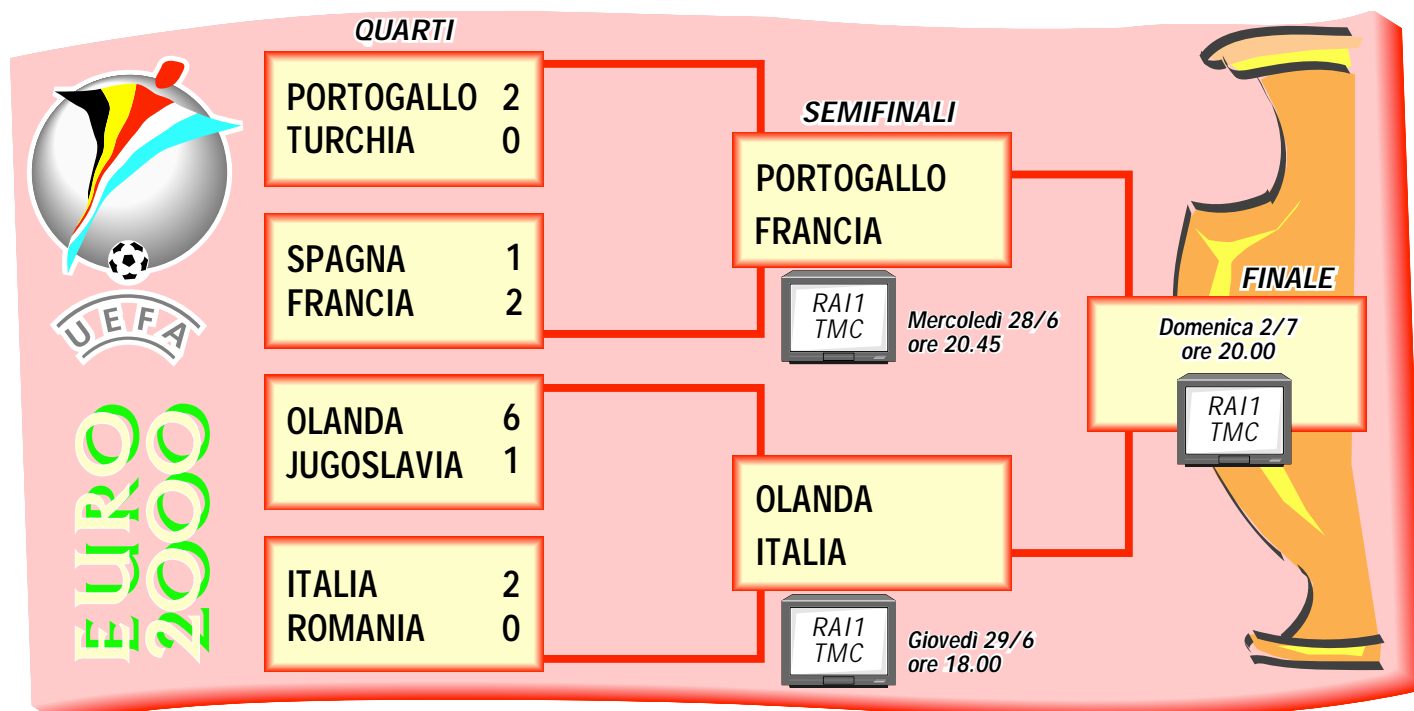 QUARTI
PORTOGALLO 2
TURCHIA 0
SPAGNA 1
FRANCIA 2
OLANDA 6
JUGOSLAVIA 1
ITALIA 2
ROMANIA 0
SEMIFINALI
PORTOGALLO
FRANCIA
RAI1
TMC
Mercoledì 28/6
ore 20.45
OLANDA
ITALIA
RAI1
TMC
Giovedì 29/6
ore 18.00
FINALE
Domenica 2/7
ore 20.00
RAI1
TMC
UEFA
EURO
2000